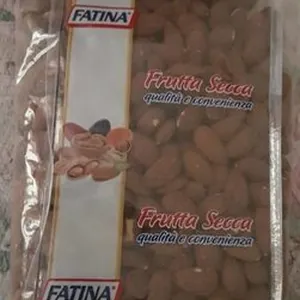 FATINA®
Frutta Secca
qualità e convenienza
Frutta Secca
qualità e convenienza
FATINA®